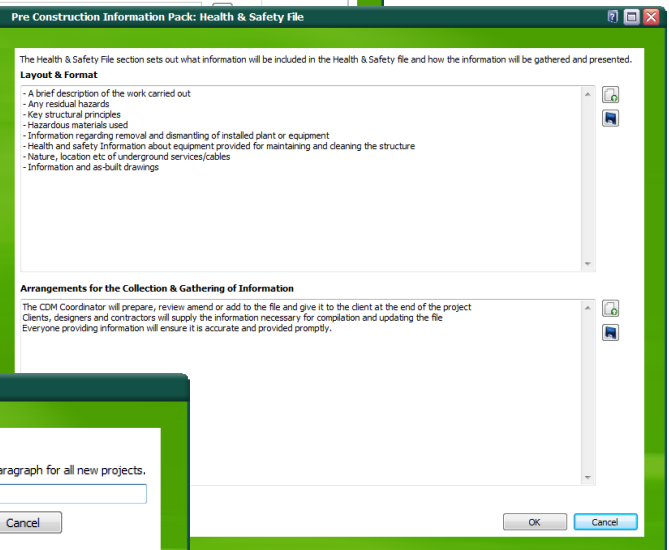 Pre Construction Information Pack: Health & Safety File
The Health & Safety File section sets out what information will be included in the Health & Safety file and how the information will be gathered and presented.
Layout & Format
- A brief description of the work carried out
- Any residual hazards
- Key structural principles
- Hazardous materials used
- Information regarding removal and dismantling of installed plant or equipment
- Health and safety Information about equipment provided for maintaining and cleaning the structure
- Nature, location etc of underground services/cables
- Information and as-built drawings
Arrangements for the Collection & Gathering of Information
The CDM Coordinator will prepare, review amend or add to the file and give it to the client at the end of the project
Clients, designers and contractors will supply the information necessary for compilation and updating the file
Everyone providing information will ensure it is accurate and provided promptly.
aragraph for all new projects.
Cancel
OK
Cancel